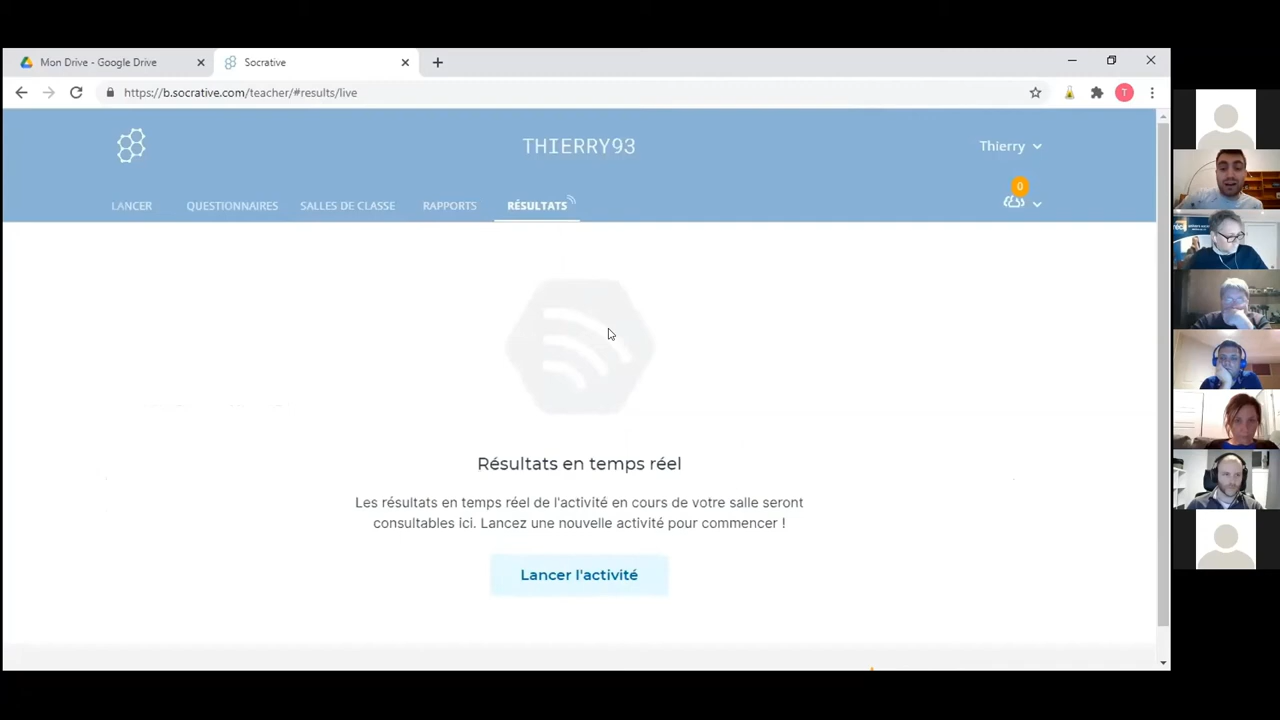 Mon Drive - Google Drive
Socrative
https://b.socrative.com/teacher/#results/live
T
THIERRY93
Thierry
0
LANCER
QUESTIONNAIRES
SALLES DE CLASSE
RAPPORTS
RÉSULTATS
Résultats en temps réel
Les résultats en temps réel de l'activité en cours de votre salle seront
consultables ici. Lancez une nouvelle activité pour commencer !
Lancer l'activité